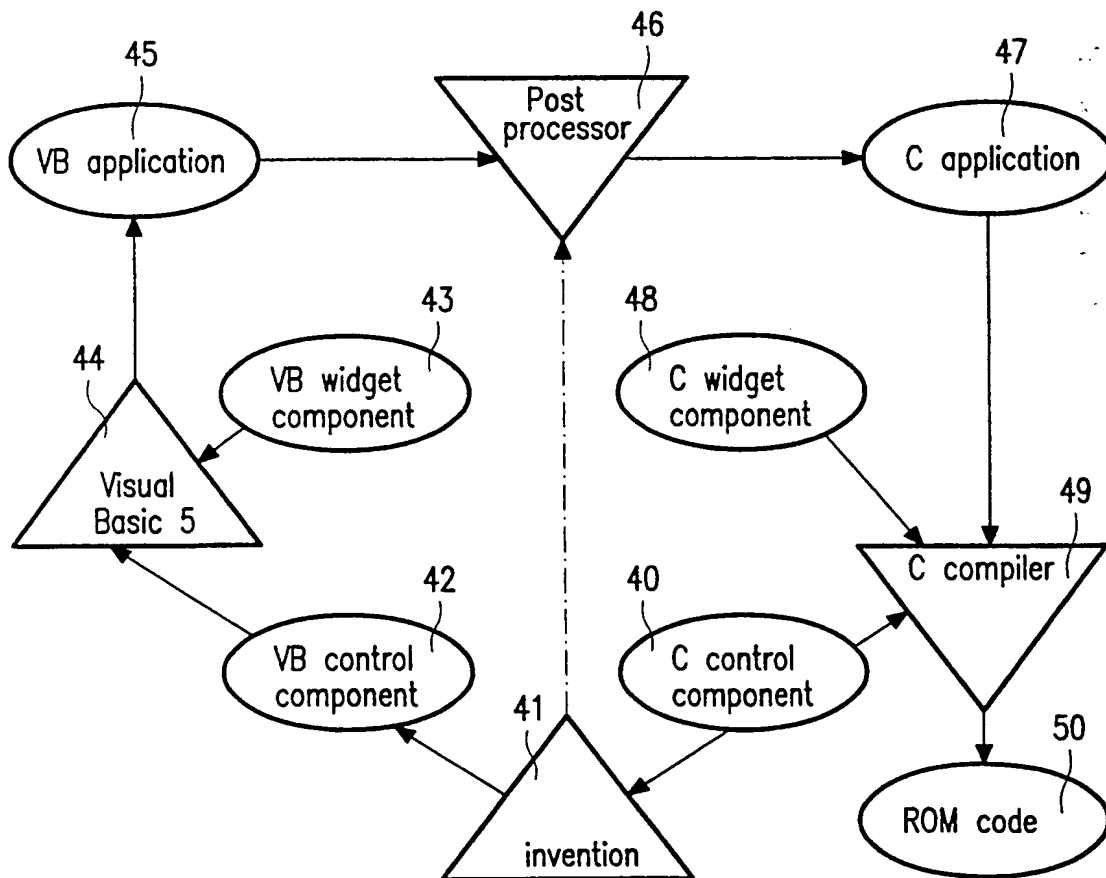 45
46
47
VB application
Post
processor
C application
43
48
44
VB widget
component
C widget
component
Visual
Basic 5
49
C compiler
42
40
VB control
component
C control
component
41
50
invention
ROM code